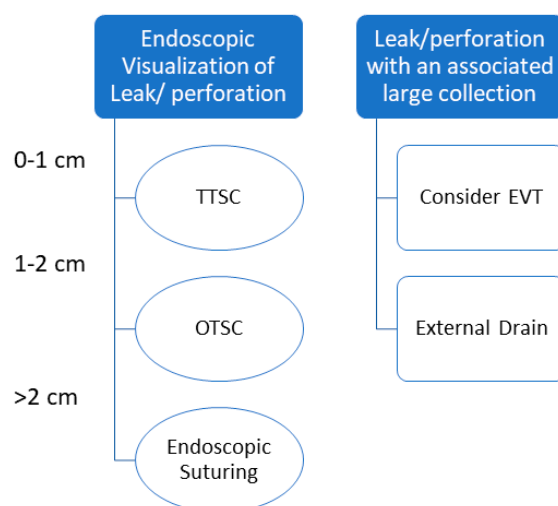 Endoscopic
Visualization of
Leak/ perforation
Leak/perforation
with an associated
large collection
0-1 cm
TTSC
Consider EVT
1-2 cm
OTSC
External Drain
>2 cm
Endoscopic
Suturing